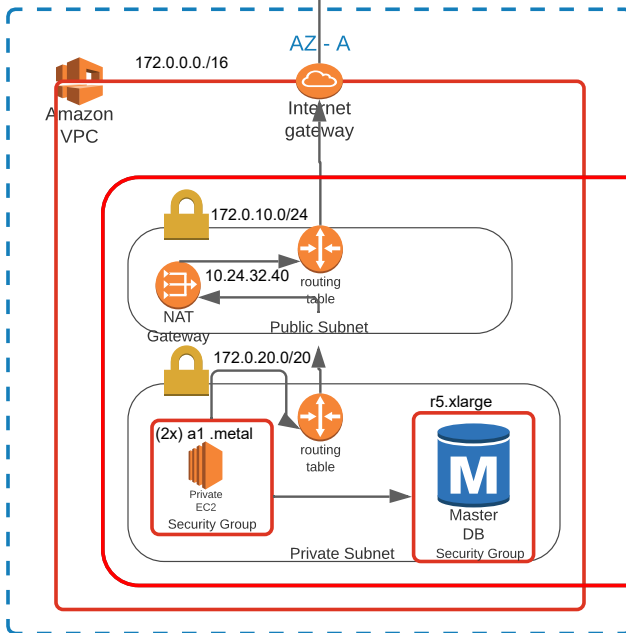 AZ - A
172.0.0.0./16
Amazon
VPC
Internet
gateway
172.0.10.0/24
10.24.32.40
routing
table
NAT
Gateway
Public Subnet
172.0.20.0/20
r5.xlarge
(2x) a1 .metal
routing
table
Private
EC2
Security Group
M
Master
DB
Security Group
Private Subnet